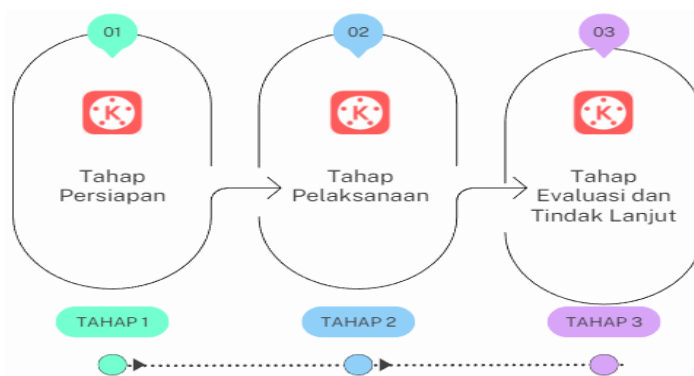 01
02
03
K
K
K
Tahap
Persiapan
Tahap
Pelaksanaan
Tahap
Evaluasi dan
Tindak Lanjut
TAHAP 1
TAHAP 2
TAHAP 3